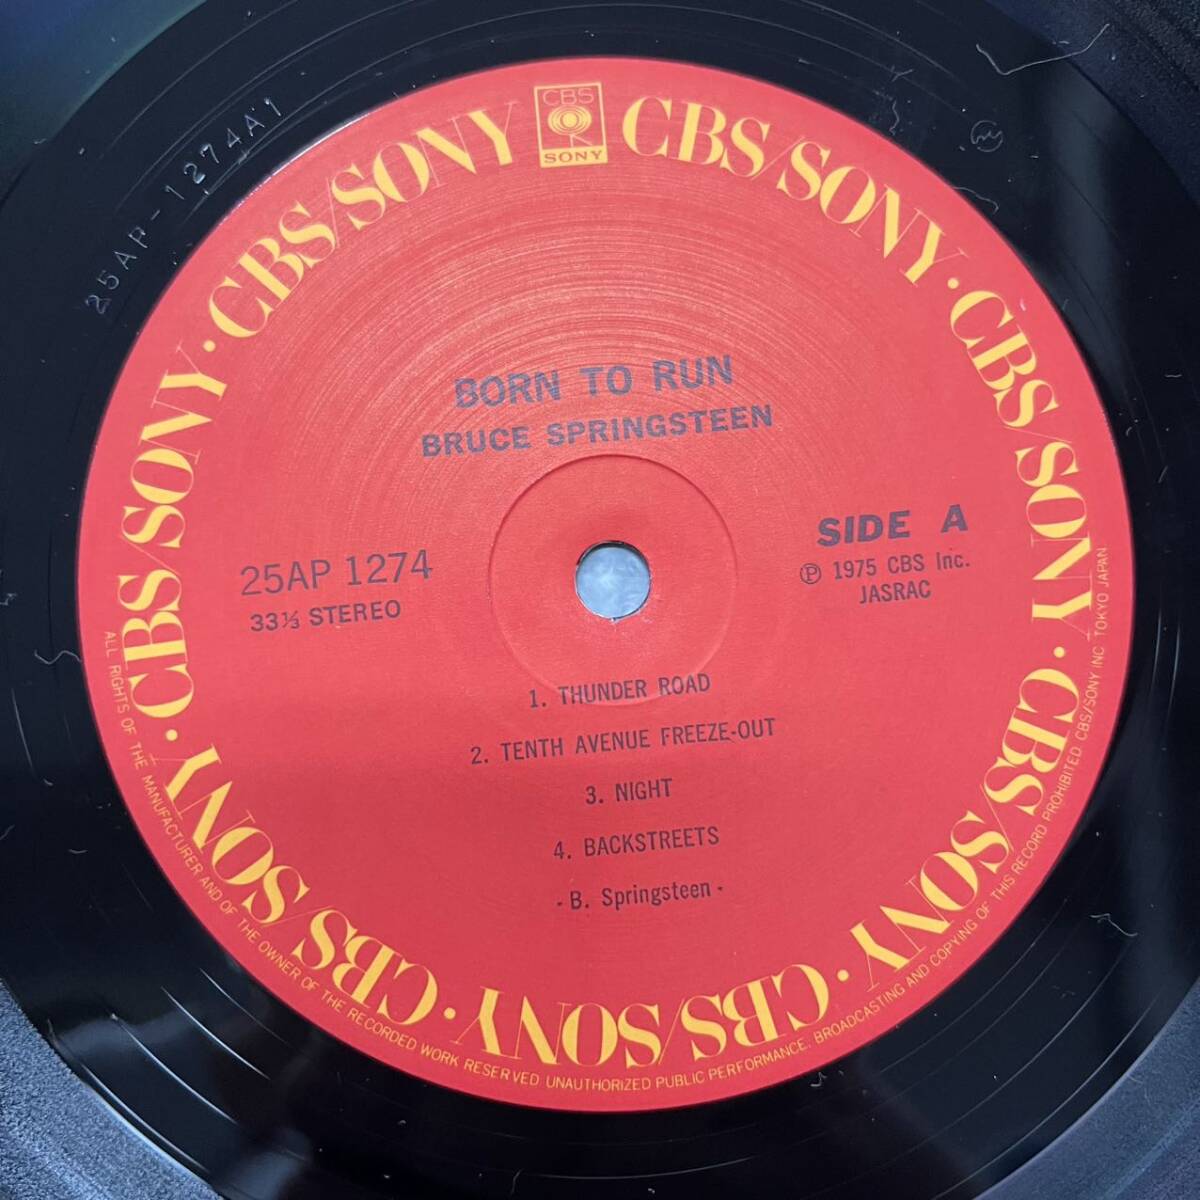 CBS
SONY
CBS/SONY · CBS/SONY · CBS/SONY · CBS/SONY · CBS/SONY · CBS/SONY · CBS/SONY · CBS/SONY
25AP-1274A1
BORN TO RUN
BRUCE SPRINGSTEEN
25AP 1274
33⅓ STEREO
SIDE A
Ⓟ 1975 CBS Inc.
JASRAC
1. THUNDER ROAD
2. TENTH AVENUE FREEZE-OUT
3. NIGHT
4. BACKSTREETS
- B. Springsteen -
ALL RIGHTS OF THE MANUFACTURER AND OF THE OWNER OF THE RECORDED WORK RESERVED UNAUTHORIZED PUBLIC PERFORMANCE, BROADCASTING AND COPYING OF THIS RECORD PROHIBITED CBS/SONY INC TOKYO JAPAN